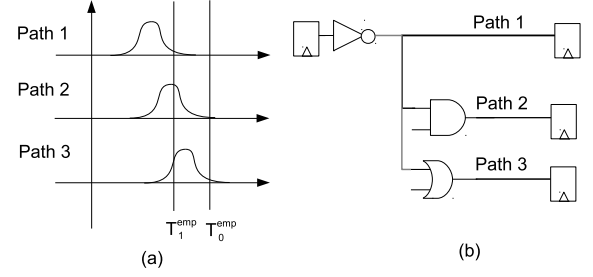 Path 1
Path 2
Path 3
T₁ᵉᵐᵖ T₀ᵉᵐᵖ
(a)
Path 1
Path 2
Path 3
(b)